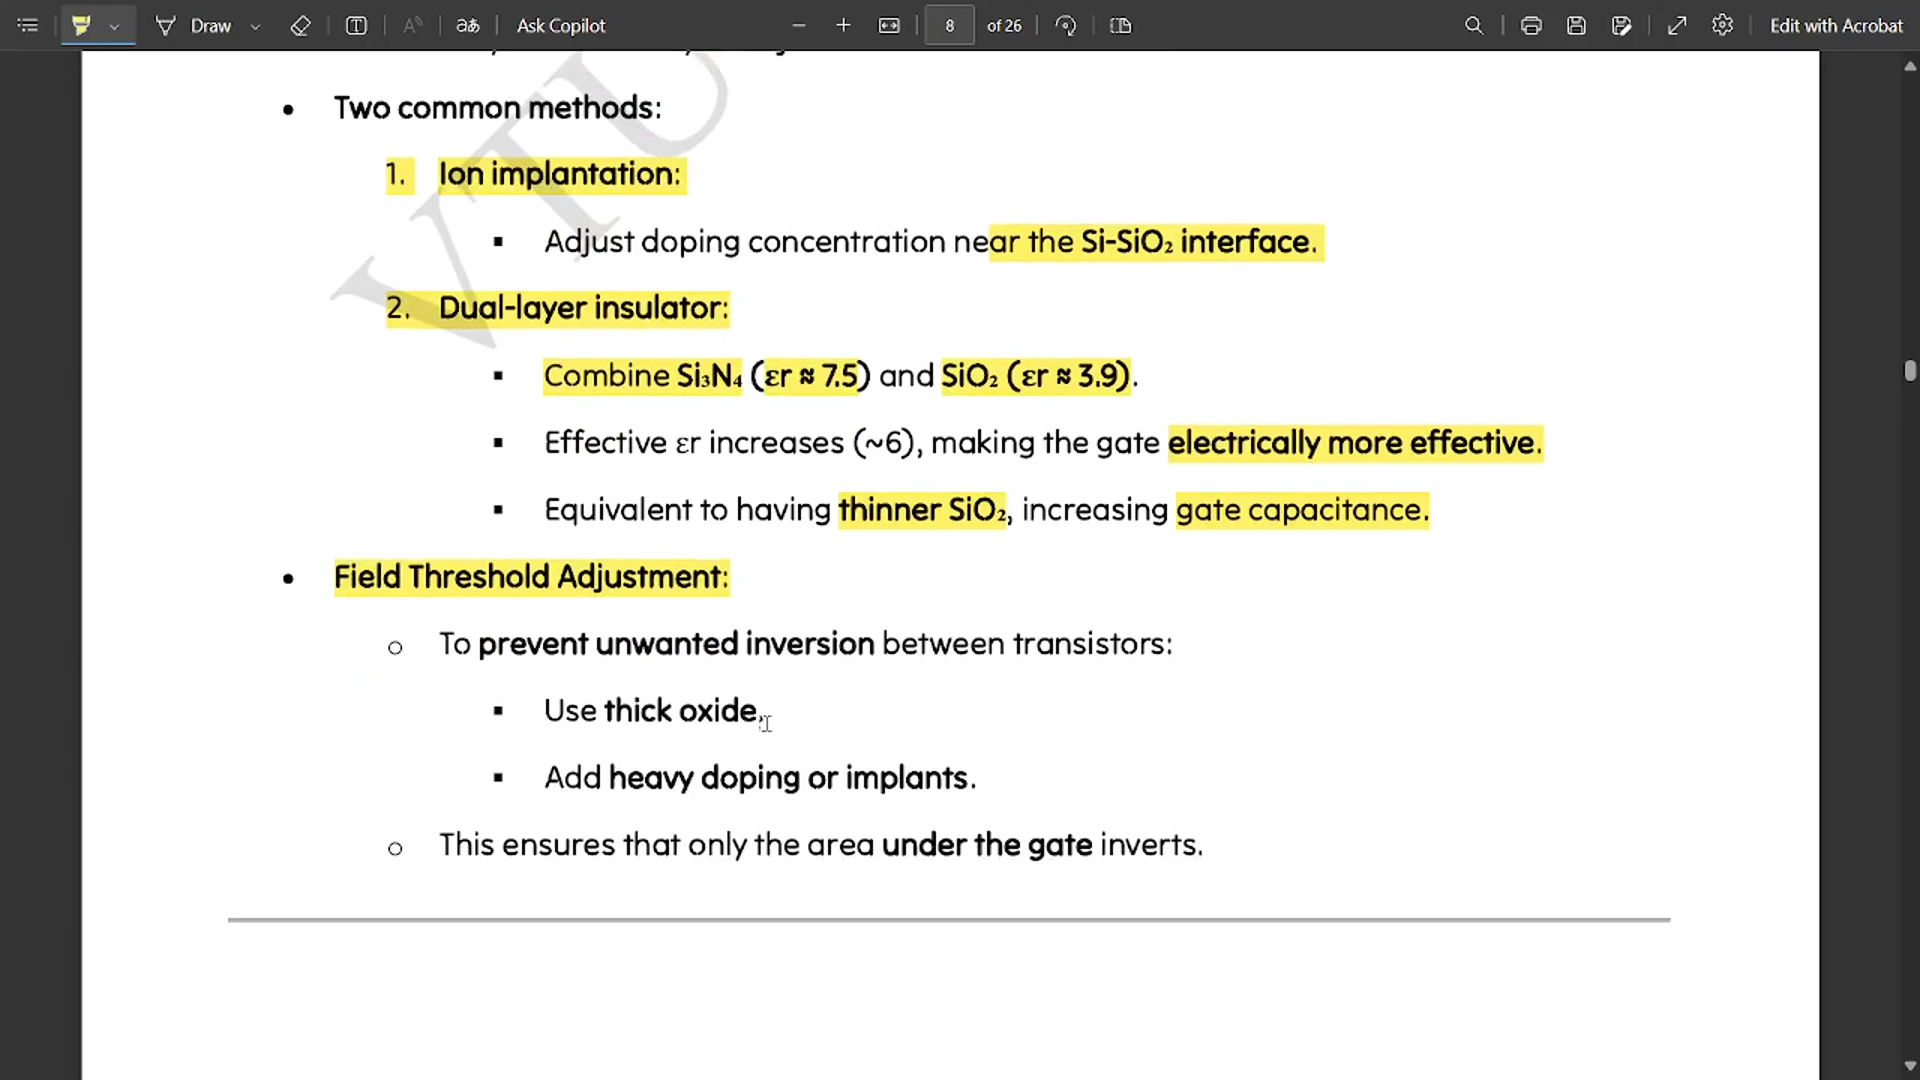 Draw
Ask Copilot
8 of 26
Edit with Acrobat
VTU
• Two common methods:
1. Ion implantation:
▪ Adjust doping concentration near the Si-SiO₂ interface.
2. Dual-layer insulator:
▪ Combine Si₃N₄ (εr ≈ 7.5) and SiO₂ (εr ≈ 3.9).
▪ Effective εr increases (~6), making the gate electrically more effective.
▪ Equivalent to having thinner SiO₂, increasing gate capacitance.
• Field Threshold Adjustment:
○ To prevent unwanted inversion between transistors:
▪ Use thick oxide.
▪ Add heavy doping or implants.
○ This ensures that only the area under the gate inverts.